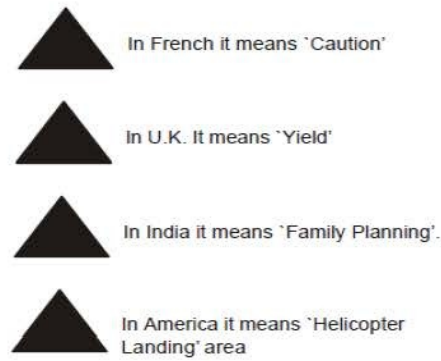 In French it means `Caution'
In U.K. It means `Yield'
In India it means `Family Planning'.
In America it means `Helicopter
Landing' area